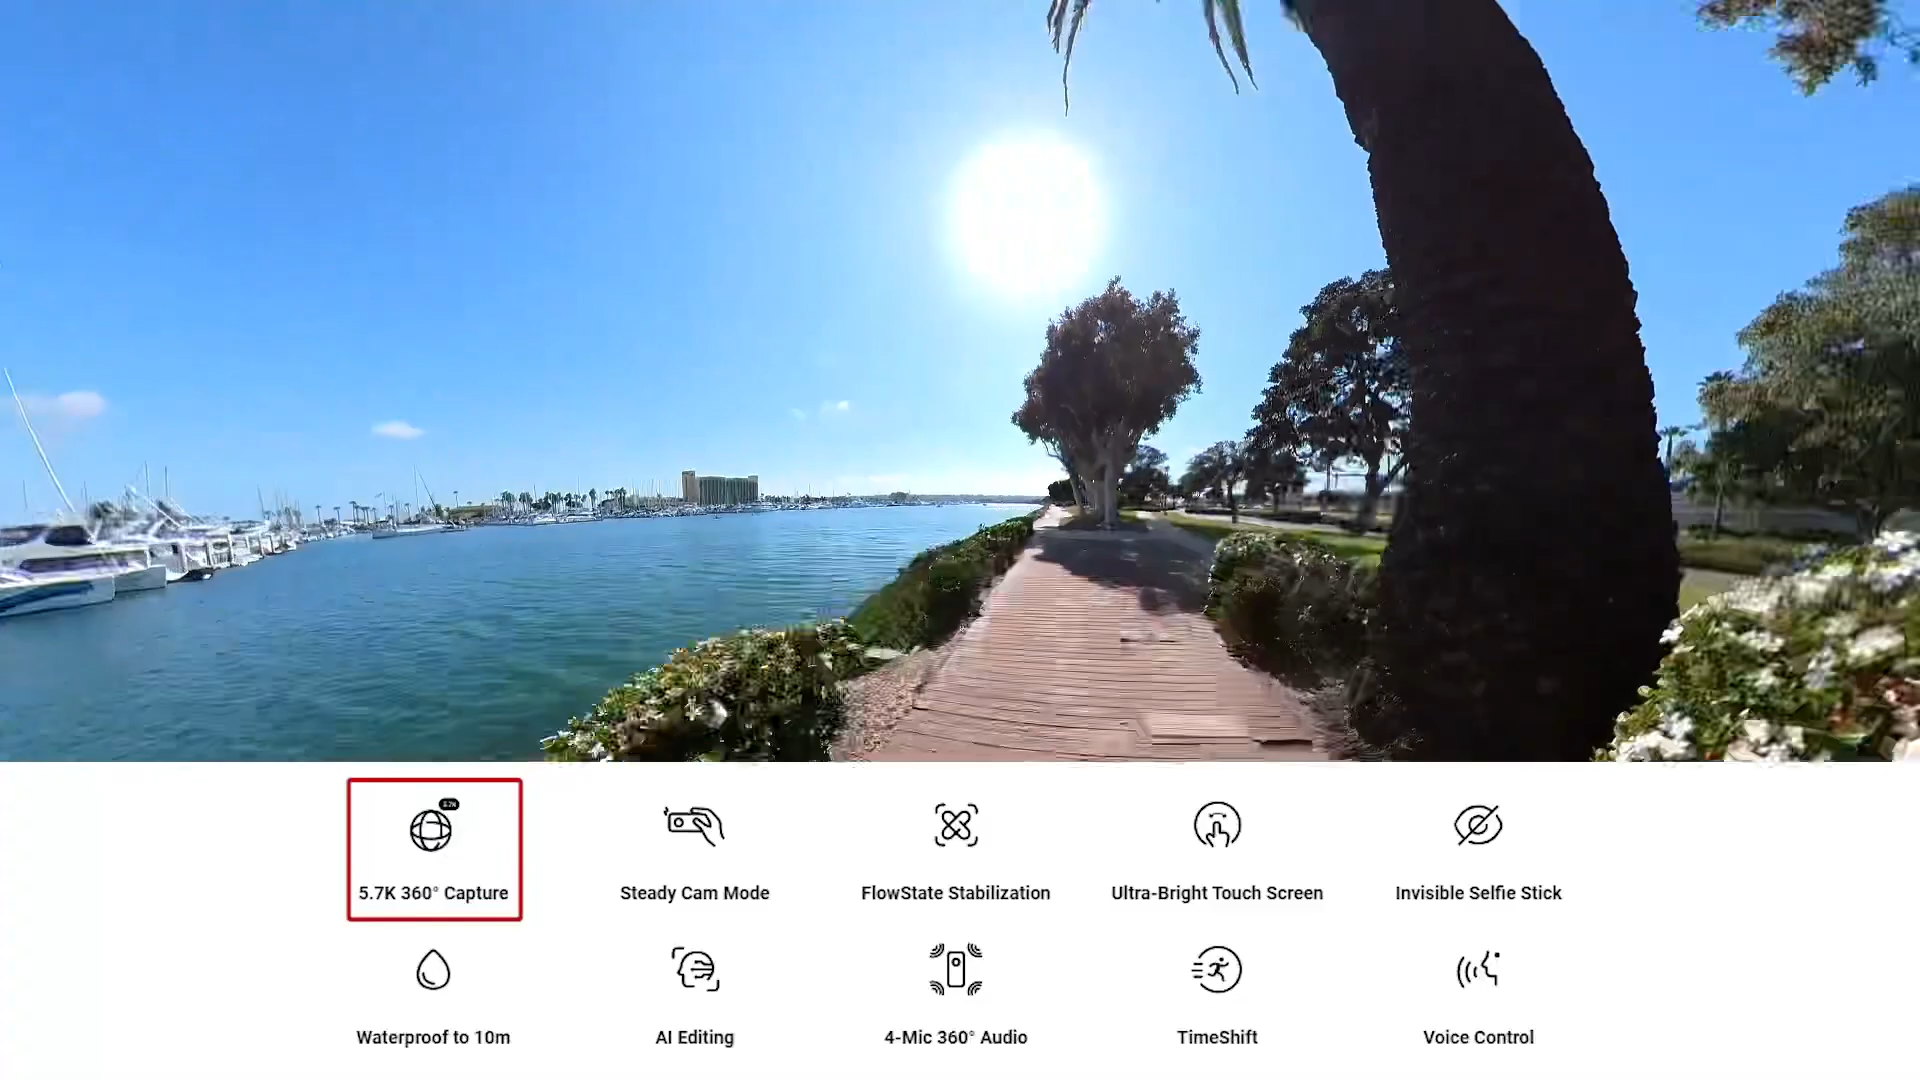 5.7K 360° Capture
Steady Cam Mode
FlowState Stabilization
Ultra-Bright Touch Screen
Invisible Selfie Stick
Waterproof to 10m
AI Editing
4-Mic 360° Audio
TimeShift
Voice Control